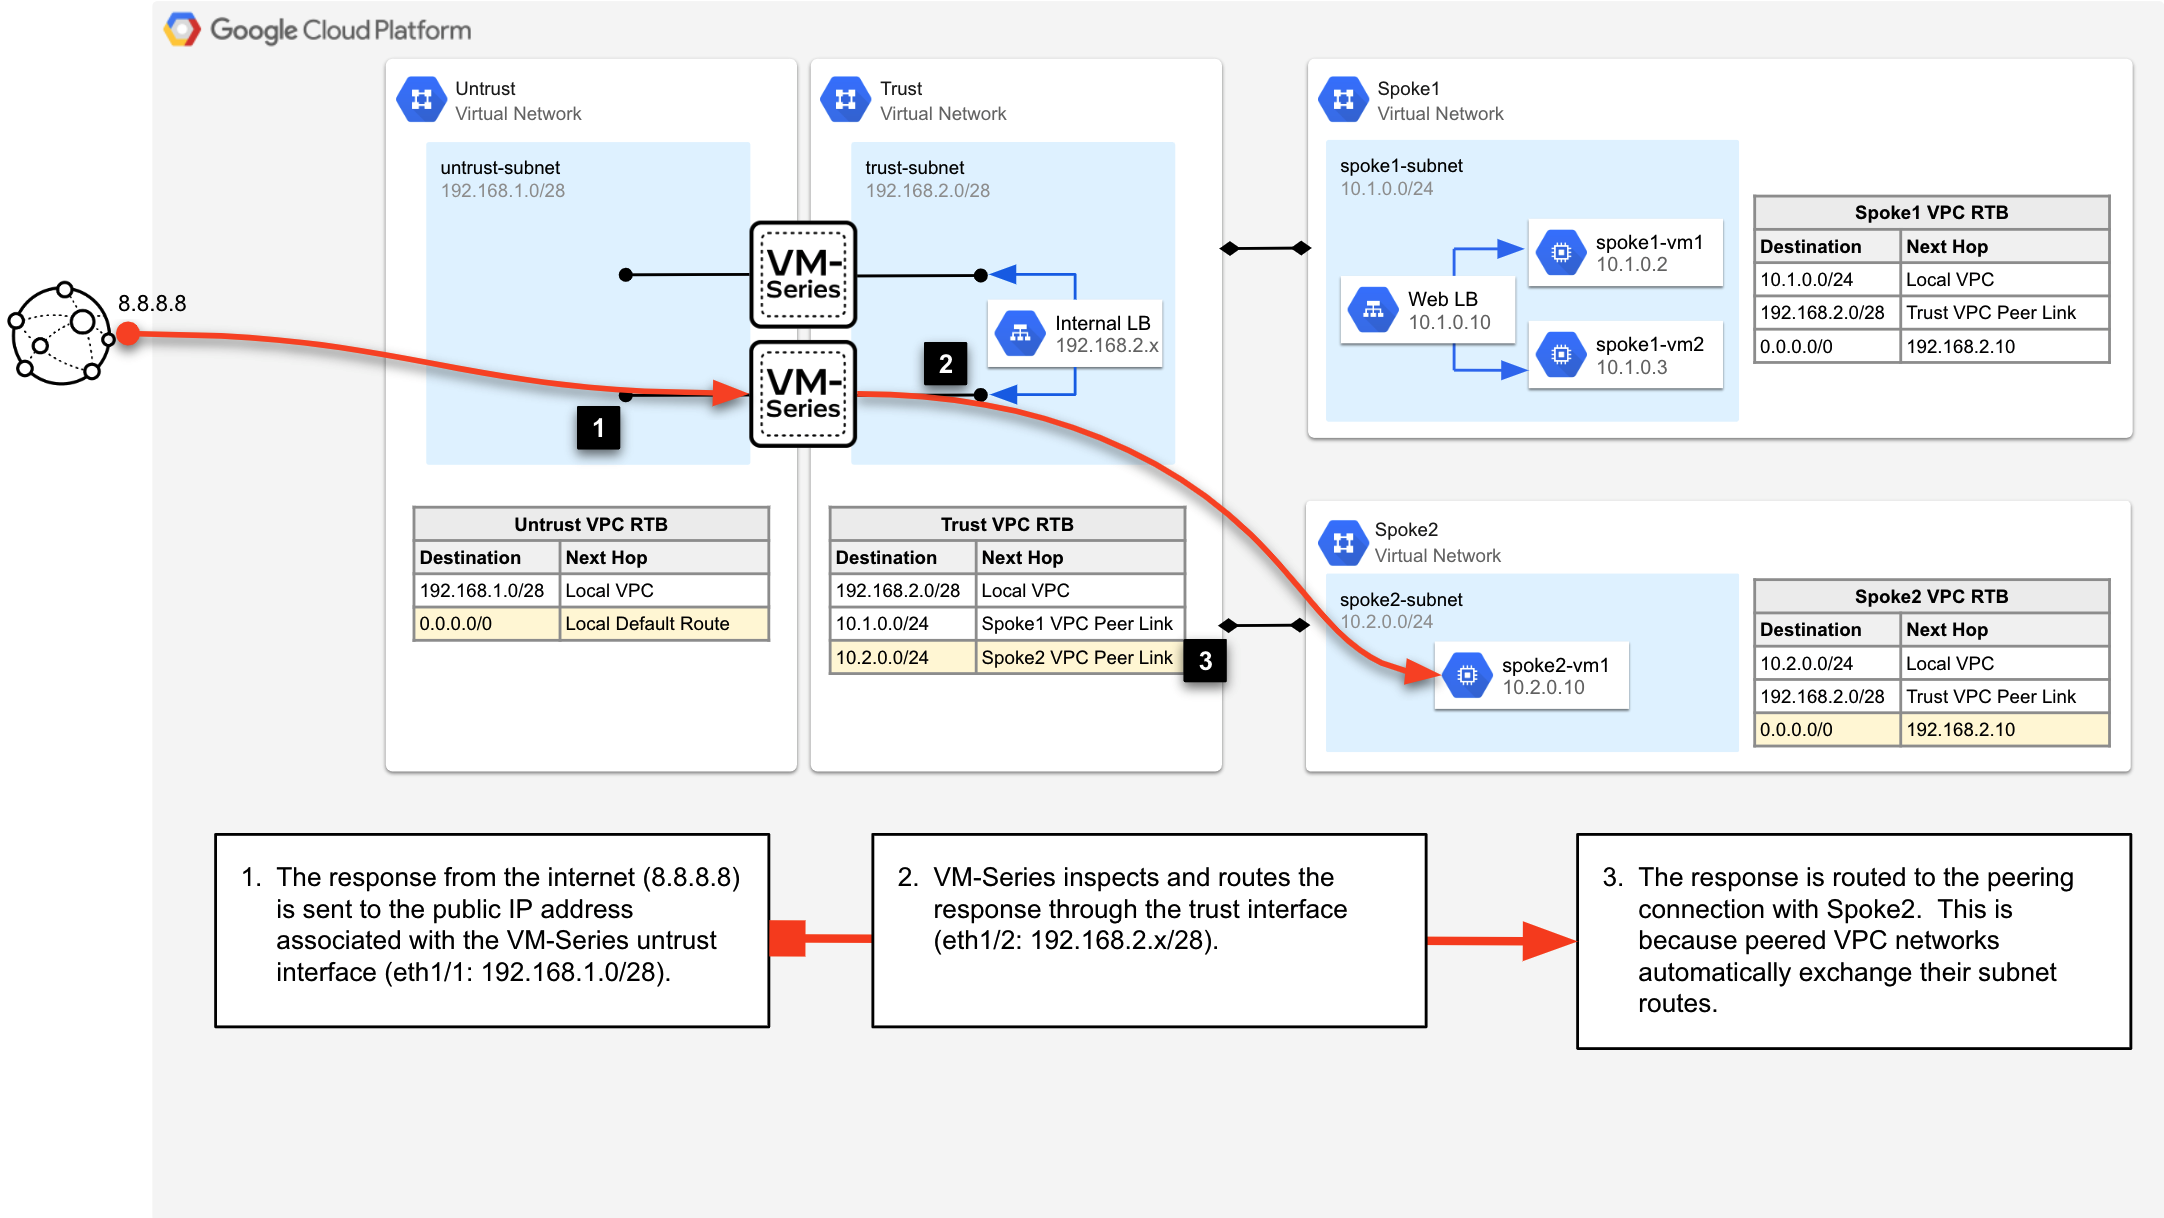 Google Cloud Platform
Untrust
Virtual Network
untrust-subnet
192.168.1.0/28
Trust
Virtual Network
trust-subnet
192.168.2.0/28
Spoke1
Virtual Network
spoke1-subnet
10.1.0.0/24
8.8.8.8
VM-
Series
VM-
Series
Internal LB
192.168.2.x
1
2
Web LB
10.1.0.10
spoke1-vm1
10.1.0.2
spoke1-vm2
10.1.0.3
Spoke1 VPC RTB
Destination Next Hop
10.1.0.0/24 Local VPC
192.168.2.0/28 Trust VPC Peer Link
0.0.0.0/0 192.168.2.10
Untrust VPC RTB
Destination Next Hop
192.168.1.0/28 Local VPC
0.0.0.0/0 Local Default Route
Trust VPC RTB
Destination Next Hop
192.168.2.0/28 Local VPC
10.1.0.0/24 Spoke1 VPC Peer Link
10.2.0.0/24 Spoke2 VPC Peer Link
3
Spoke2
Virtual Network
spoke2-subnet
10.2.0.0/24
spoke2-vm1
10.2.0.10
Spoke2 VPC RTB
Destination Next Hop
10.2.0.0/24 Local VPC
192.168.2.0/28 Trust VPC Peer Link
0.0.0.0/0 192.168.2.10
1. The response from the internet (8.8.8.8)
is sent to the public IP address
associated with the VM-Series untrust
interface (eth1/1: 192.168.1.0/28).
2. VM-Series inspects and routes the
response through the trust interface
(eth1/2: 192.168.2.x/28).
3. The response is routed to the peering
connection with Spoke2. This is
because peered VPC networks
automatically exchange their subnet
routes.